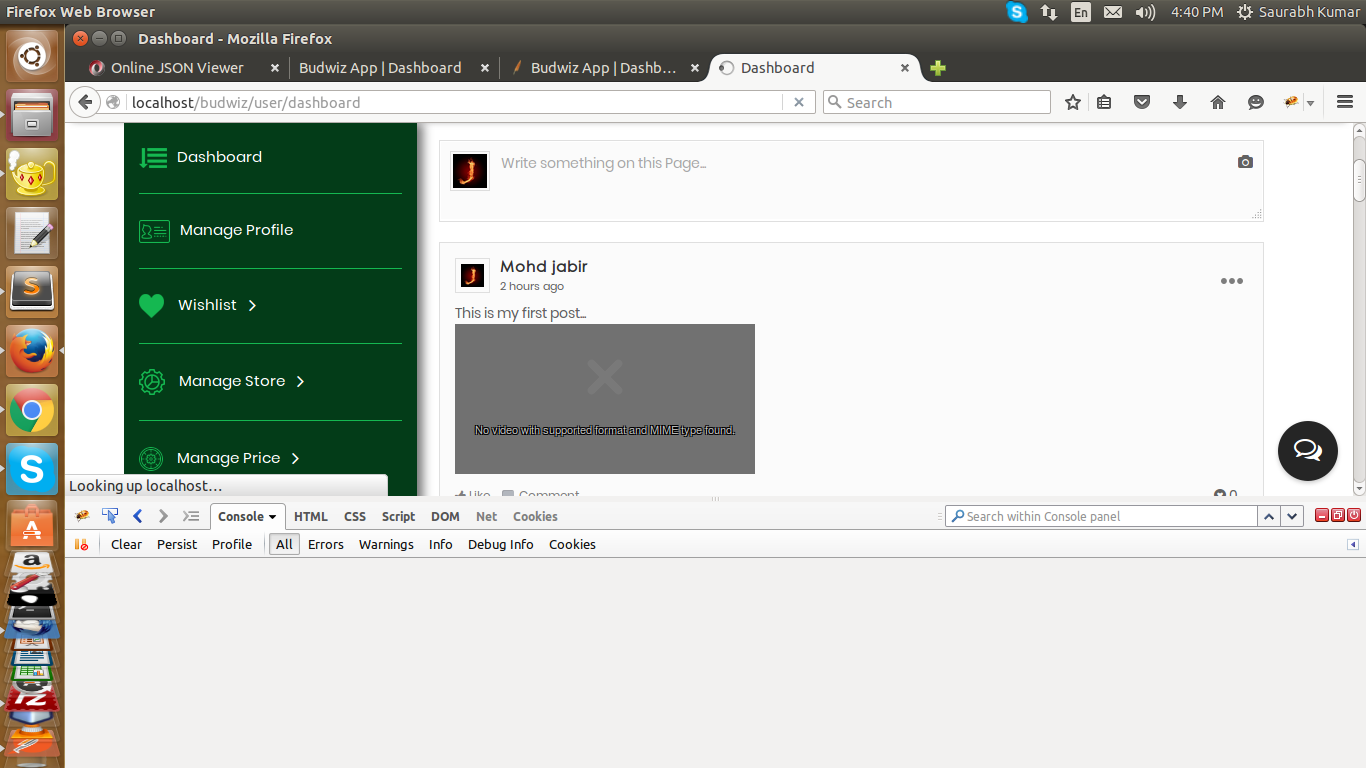 Firefox Web Browser
En
4:40 PM
Saurabh Kumar
Dashboard - Mozilla Firefox
Online JSON Viewer
Budwiz App | Dashboard
Budwiz App | Dashb...
Dashboard
localhost/budwiz/user/dashboard
Search
Dashboard
Manage Profile
Wishlist
Manage Store
Manage Price
Write something on this Page...
Mohd jabir
2 hours ago
This is my first post...
No video with supported format and MIME type found.
Like
Comment
0
Looking up localhost...
Console
HTML
CSS
Script
DOM
Net
Cookies
Search within Console panel
Clear
Persist
Profile
All
Errors
Warnings
Info
Debug Info
Cookies